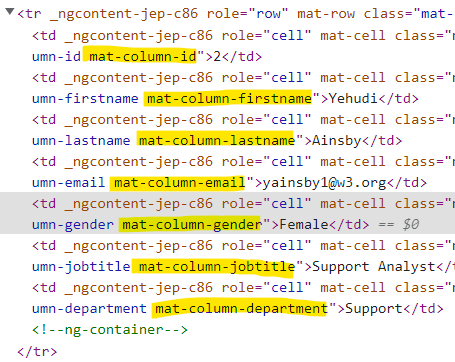 <tr _ngcontent-jep-c86 role="row" mat-row class="mat-
<td _ngcontent-jep-c86 role="cell" mat-cell class="m
umn-id mat-column-id">2</td>
<td _ngcontent-jep-c86 role="cell" mat-cell class="m
umn-firstname mat-column-firstname">Yehudi</td>
<td _ngcontent-jep-c86 role="cell" mat-cell class="m
umn-lastname mat-column-lastname">Ainsby</td>
<td _ngcontent-jep-c86 role="cell" mat-cell class="m
umn-email mat-column-email">yainsby1@w3.org</td>
<td _ngcontent-jep-c86 role="cell" mat-cell class="m
umn-gender mat-column-gender">Female</td> == $0
<td _ngcontent-jep-c86 role="cell" mat-cell class="m
umn-jobtitle mat-column-jobtitle">Support Analyst</t
<td _ngcontent-jep-c86 role="cell" mat-cell class="m
umn-department mat-column-department">Support</td>
<!--ng-container-->
</tr>